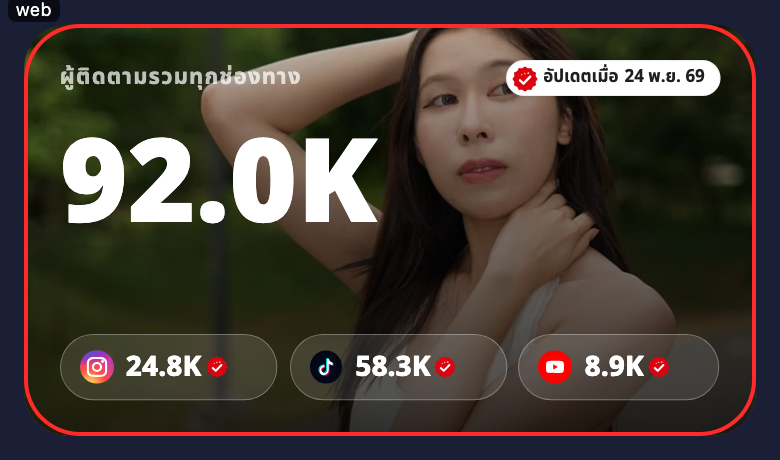 web
ผู้ติดตามรวมทุกช่องทาง
อัปเดตเมื่อ 24 พ.ย. 69
92.0K
24.8K
58.3K
8.9K